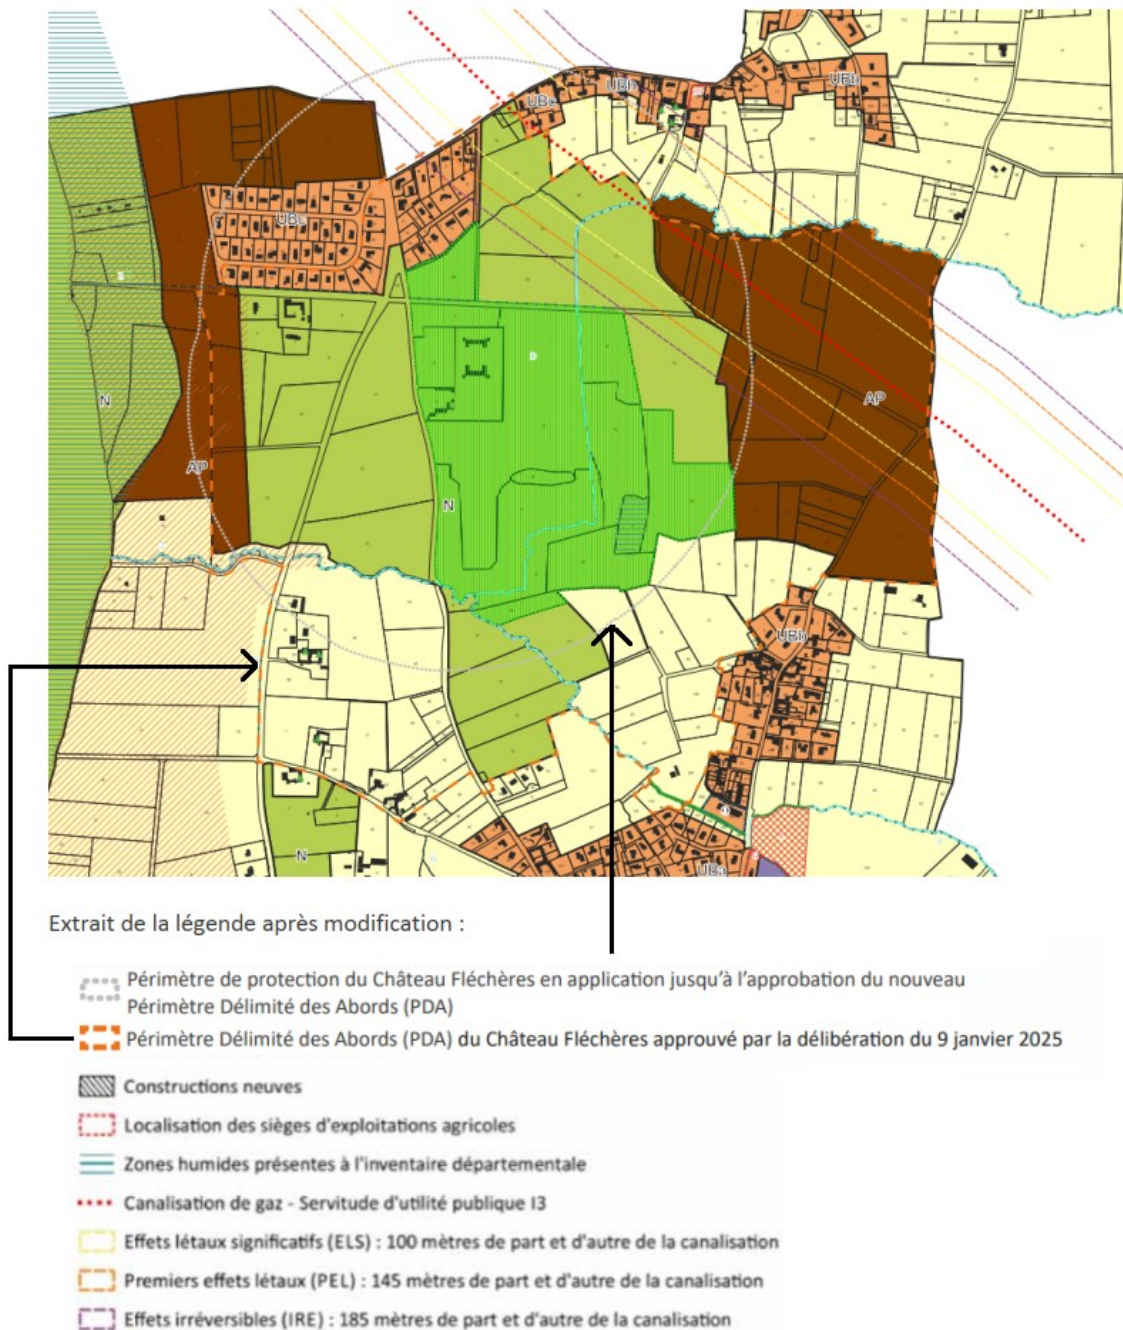 UBc
UBh
UBh
UBc
N
AP
AP
N
UBh
N
UBa
Extrait de la légende après modification :
Périmètre de protection du Château Fléchères en application jusqu'à l'approbation du nouveau
Périmètre Délimité des Abords (PDA)
Périmètre Délimité des Abords (PDA) du Château Fléchères approuvé par la délibération du 9 janvier 2025
Constructions neuves
Localisation des sièges d'exploitations agricoles
Zones humides présentes à l'inventaire départementale
Canalisation de gaz - Servitude d'utilité publique I3
Effets létaux significatifs (ELS) : 100 mètres de part et d'autre de la canalisation
Premiers effets létaux (PEL) : 145 mètres de part et d'autre de la canalisation
Effets irréversibles (IRE) : 185 mètres de part et d'autre de la canalisation